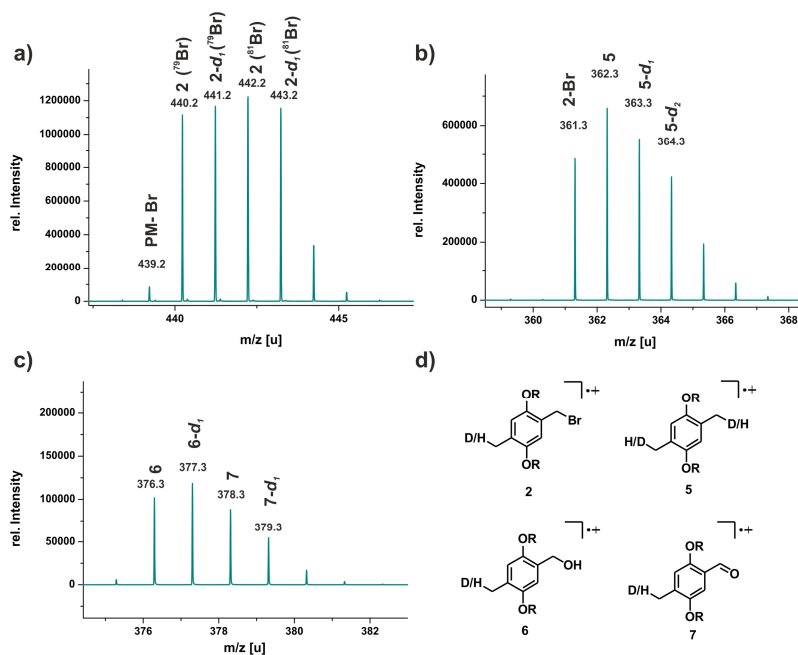 a)
2 (79Br)
2-d1 (79Br)
2 (81Br)
2-d1 (81Br)
440.2
441.2
442.2
443.2
PM- Br
439.2
1200000
1000000
800000
600000
400000
200000
0
rel. Intensity
440
445
m/z [u]
b)
2-Br
5
5-d1
5-d2
361.3
362.3
363.3
364.3
600000
400000
200000
0
rel. Intensity
360
362
364
366
368
m/z [u]
c)
6
6-d1
7
7-d1
376.3
377.3
378.3
379.3
200000
150000
100000
50000
0
rel. Intensity
376
378
380
382
m/z [u]
d)
OR
•+
Br
D/H
OR
2
OR
•+
D/H
H/D
OR
5
OR
•+
OH
D/H
OR
6
OR
•+
O
D/H
OR
7